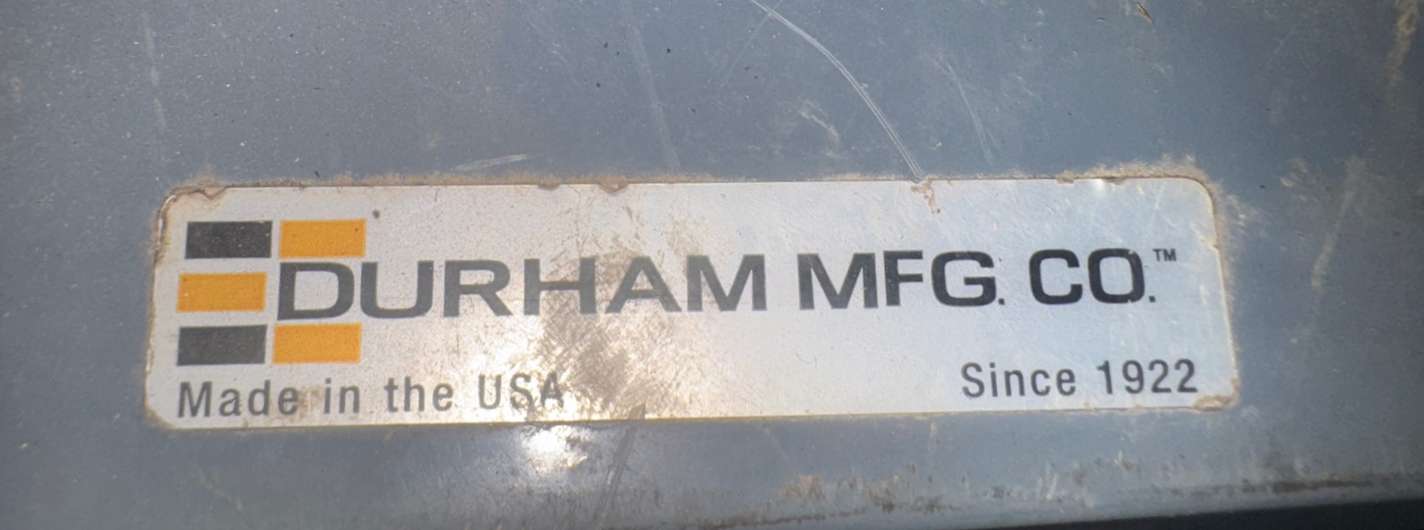 DURHAM MFG. CO.™
Made in the USA
Since 1922